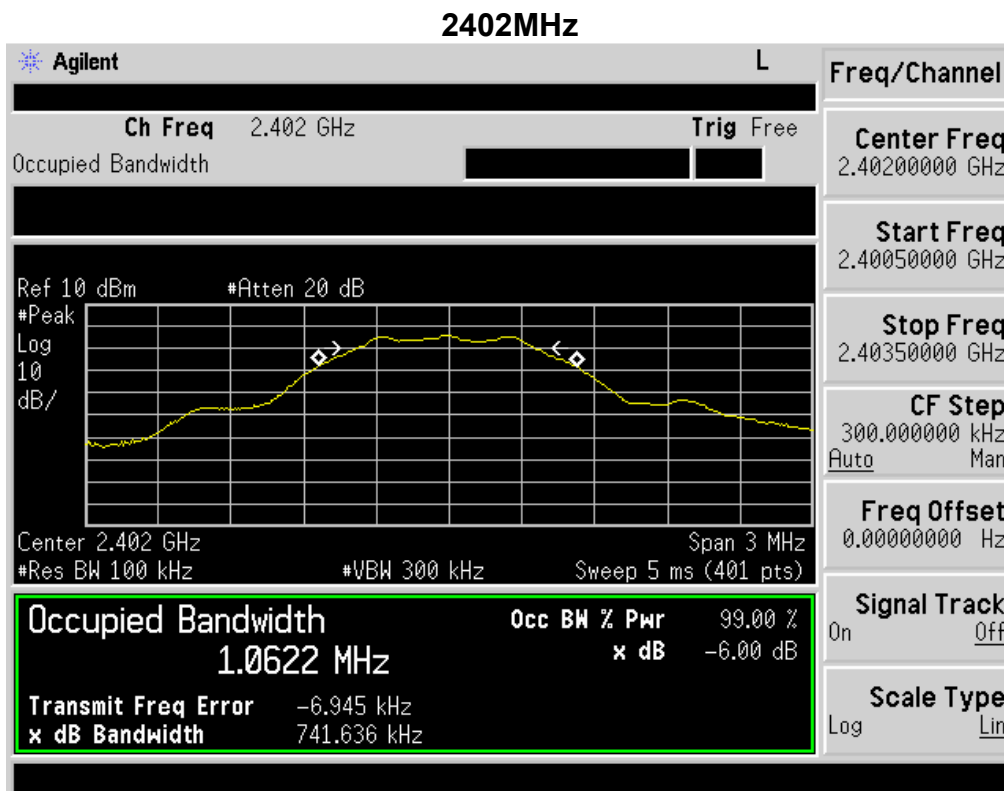 2402MHz
Agilent
L
Ch Freq 2.402 GHz Trig Free
Occupied Bandwidth
Ref 10 dBm #Atten 20 dB
#Peak
Log
10
dB/
Center 2.402 GHz Span 3 MHz
#Res BW 100 kHz #VBW 300 kHz Sweep 5 ms (401 pts)
Occupied Bandwidth Occ BW % Pwr 99.00 %
1.0622 MHz x dB -6.00 dB
Transmit Freq Error -6.945 kHz
x dB Bandwidth 741.636 kHz
Freq/Channel
Center Freq
2.40200000 GHz
Start Freq
2.40050000 GHz
Stop Freq
2.40350000 GHz
CF Step
300.000000 kHz
Auto Man
Freq Offset
0.00000000 Hz
Signal Track
On Off
Scale Type
Log Lin